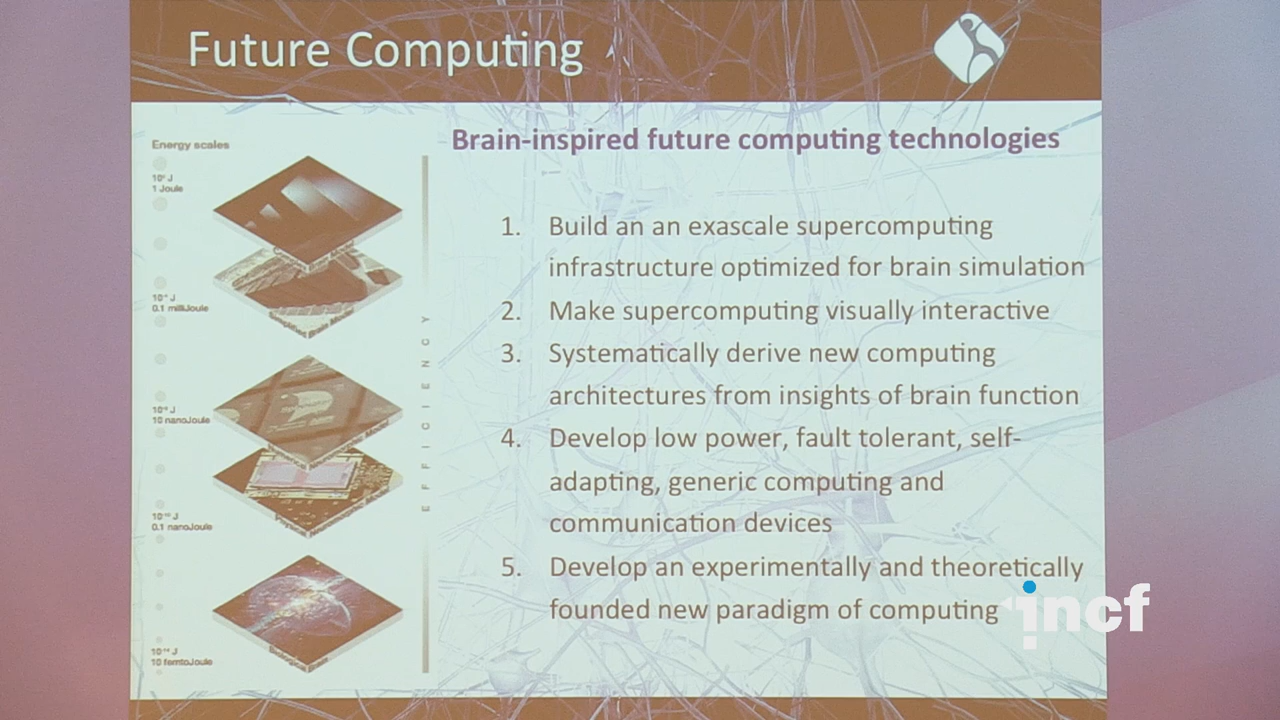 Future Computing
Energy scales
1 Joule
0.1 milliJoule
10 nanoJoule
0.1 nanoJoule
10 femtoJoule
EFFICIENCY
Brain-inspired future computing technologies
1. Build an an exascale supercomputing
infrastructure optimized for brain simulation
2. Make supercomputing visually interactive
3. Systematically derive new computing
architectures from insights of brain function
4. Develop low power, fault tolerant, self-
adapting, generic computing and
communication devices
5. Develop an experimentally and theoretically
founded new paradigm of computing
incf